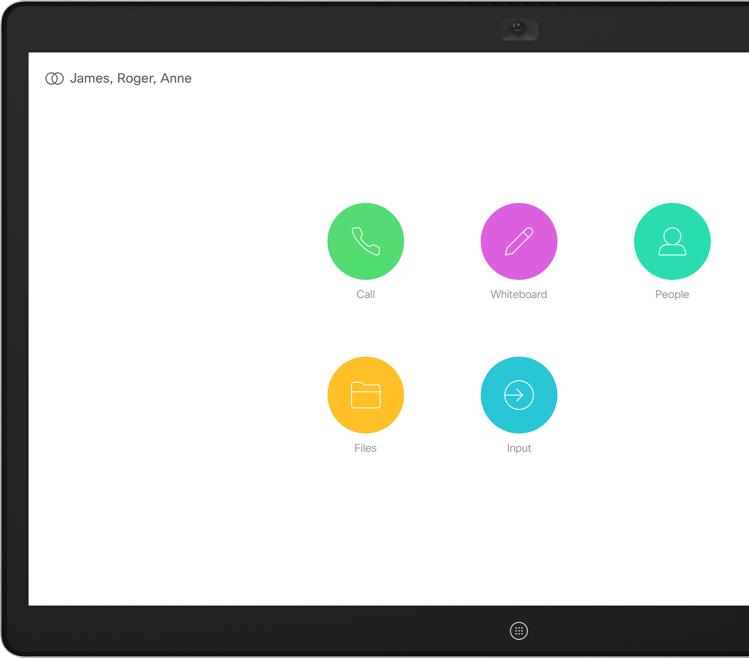 James, Roger, Anne
Call
Whiteboard
People
Files
Input